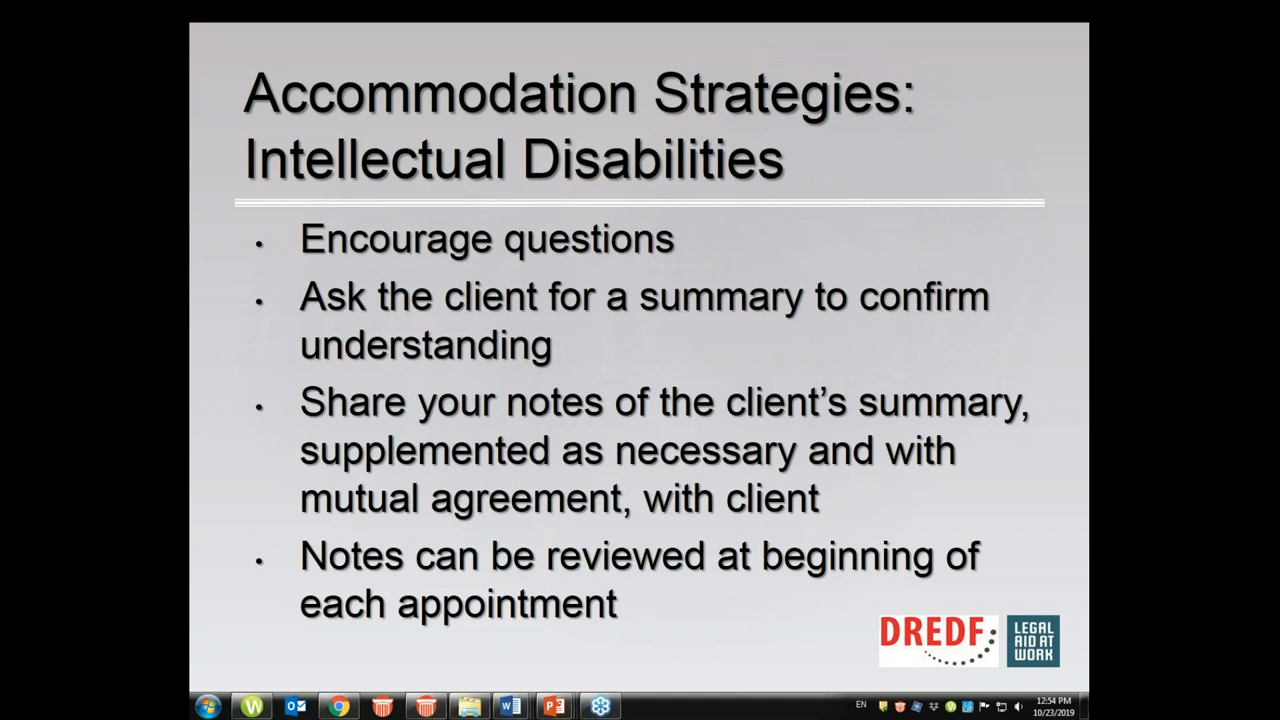 Accommodation Strategies:
Intellectual Disabilities
• Encourage questions
• Ask the client for a summary to confirm
understanding
• Share your notes of the client’s summary,
supplemented as necessary and with
mutual agreement, with client
• Notes can be reviewed at beginning of
each appointment
DREDF
LEGAL
AID AT
WORK
EN
12:54 PM
10/23/2019